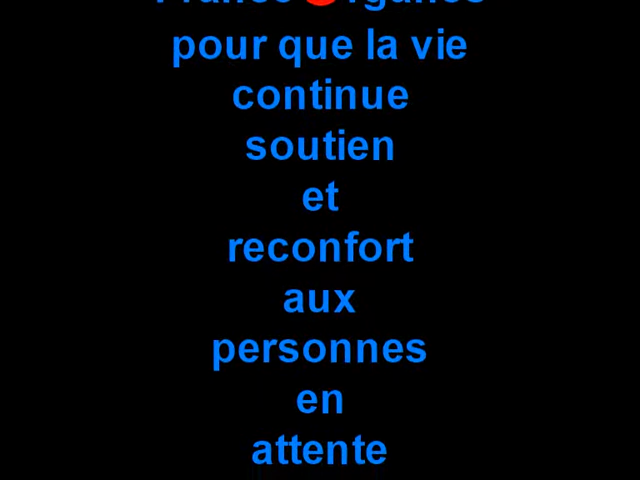 pour que la vie
continue
soutien
et
reconfort
aux
personnes
en
attente